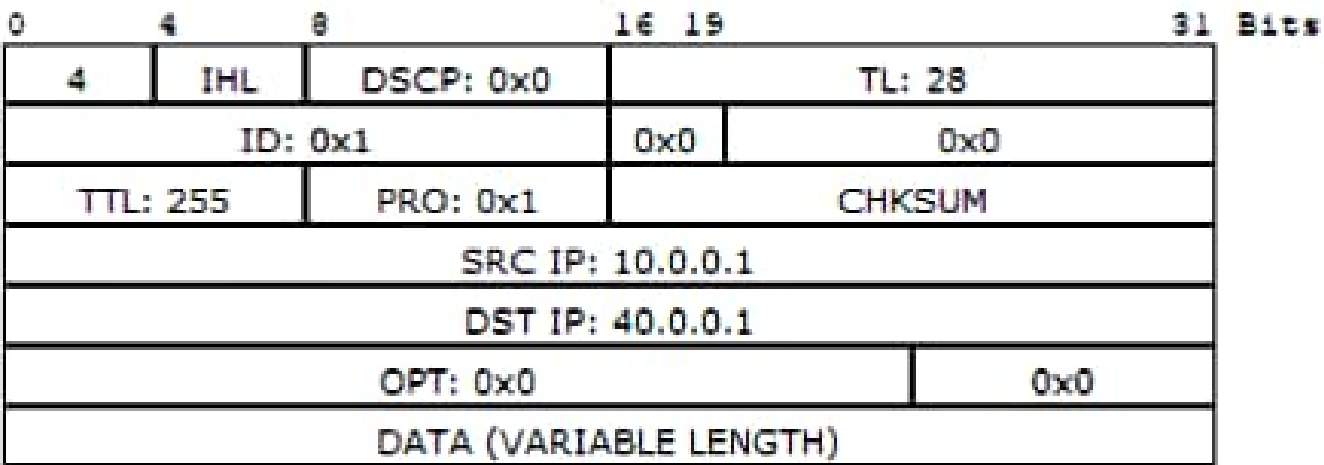 0 4 8 16 19 31 Bits
4 IHL DSCP: 0x0 TL: 28
ID: 0x1 0x0 0x0
TTL: 255 PRO: 0x1 CHKSUM
SRC IP: 10.0.0.1
DST IP: 40.0.0.1
OPT: 0x0 0x0
DATA (VARIABLE LENGTH)